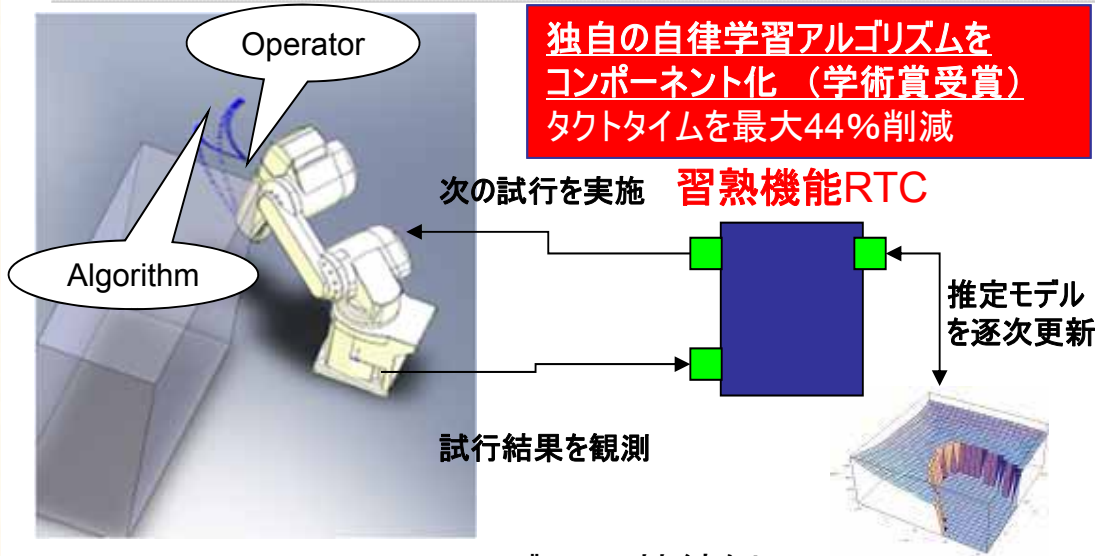 Operator
独自の自律学習アルゴリズムを
コンポーネント化 （学術賞受賞）
タクトタイムを最大44%削減
次の試行を実施 習熟機能RTC
Algorithm
推定モデル
を逐次更新
試行結果を観測